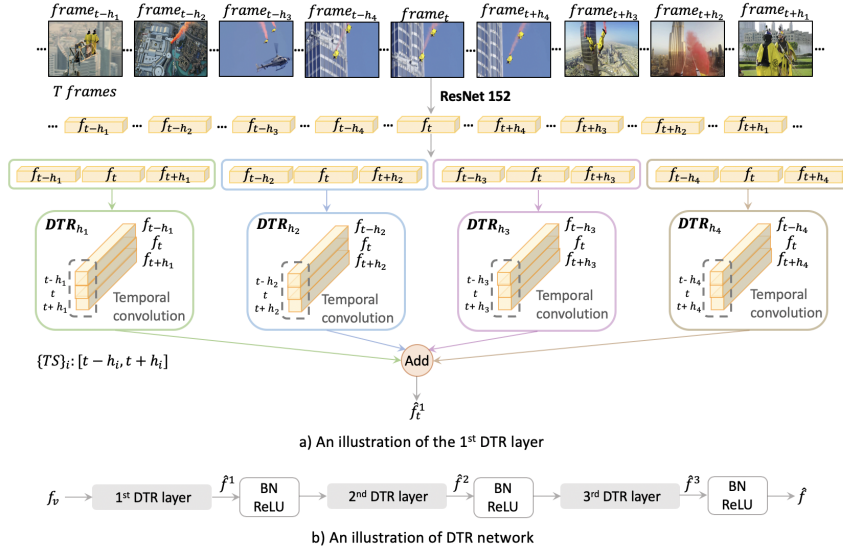 frame_{t-h_1} frame_{t-h_2} frame_{t-h_3} frame_{t-h_4} frame_t frame_{t+h_4} frame_{t+h_3} frame_{t+h_2} frame_{t+h_1}
... ... ... ... ... ... ... ... ... ...
T frames
ResNet 152
... f_{t-h_1} ... f_{t-h_2} ... f_{t-h_3} ... f_{t-h_4} ... f_t ... f_{t+h_4} ... f_{t+h_3} ... f_{t+h_2} ... f_{t+h_1} ...
f_{t-h_1} f_t f_{t+h_1}
f_{t-h_2} f_t f_{t+h_2}
f_{t-h_3} f_t f_{t+h_3}
f_{t-h_4} f_t f_{t+h_4}
DTR_{h_1}
f_{t-h_1}
f_t
f_{t+h_1}
t- h_1
t
t+ h_1
Temporal
convolution
DTR_{h_2}
f_{t-h_2}
f_t
f_{t+h_2}
t- h_2
t
t+ h_2
Temporal
convolution
DTR_{h_3}
f_{t-h_3}
f_t
f_{t+h_3}
t- h_3
t
t+ h_3
Temporal
convolution
DTR_{h_4}
f_{t-h_4}
f_t
f_{t+h_4}
t- h_4
t
t+ h_4
Temporal
convolution
{TS}_i: [t − h_i, t + h_i]
Add
f̂_t^1
a) An illustration of the 1st DTR layer
f_v 1st DTR layer f̂^1 BN ReLU 2nd DTR layer f̂^2 BN ReLU 3rd DTR layer f̂^3 BN ReLU f̂
b) An illustration of DTR network